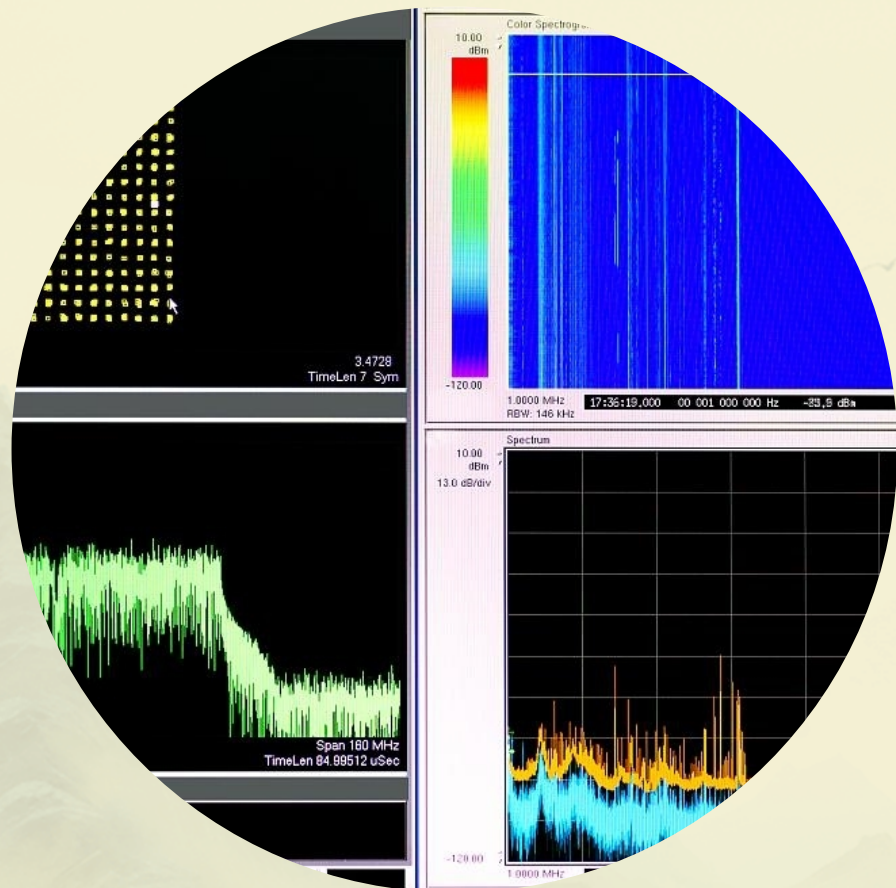 3.4728
TimeLen 7 Sym
Span 160 MHz
TimeLen 84.99512 uSec
Color
10.00
dBm
-120.00
1.0000 MHz
RBW: 146 kHz
17:36:19.000 00 001 000 000 Hz
Spectrum
10.00
dBm
13.0 dB/div
-120.00
1.0000 MHz